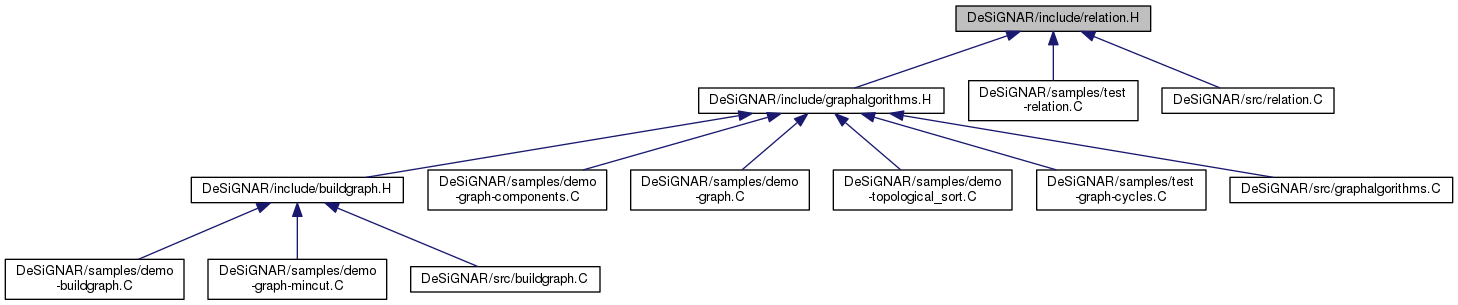 DeSiGNAR/include/relation.H
DeSiGNAR/include/graphalgorithms.H
DeSiGNAR/samples/test
-relation.C
DeSiGNAR/src/relation.C
DeSiGNAR/include/buildgraph.H
DeSiGNAR/samples/demo
-graph-components.C
DeSiGNAR/samples/demo
-graph.C
DeSiGNAR/samples/demo
-topological_sort.C
DeSiGNAR/samples/test
-graph-cycles.C
DeSiGNAR/src/graphalgorithms.C
DeSiGNAR/samples/demo
-buildgraph.C
DeSiGNAR/samples/demo
-graph-mincut.C
DeSiGNAR/src/buildgraph.C